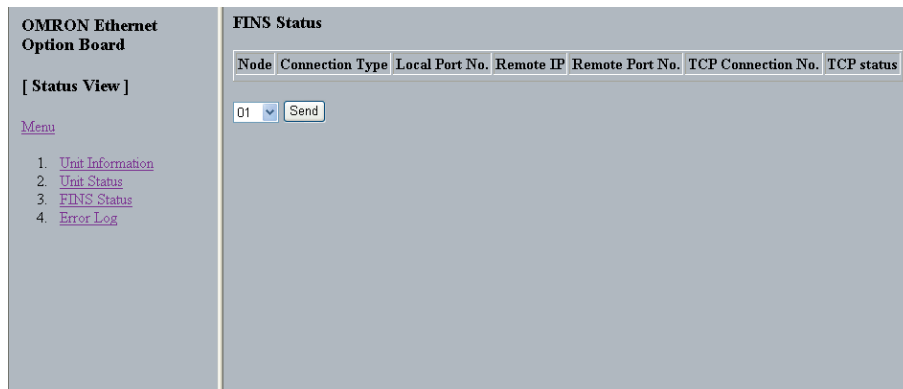 OMRON Ethernet
Option Board
[ Status View ]
Menu
1. Unit Information
2. Unit Status
3. FINS Status
4. Error Log
FINS Status
Node Connection Type Local Port No. Remote IP Remote Port No. TCP Connection No. TCP status
01 Send